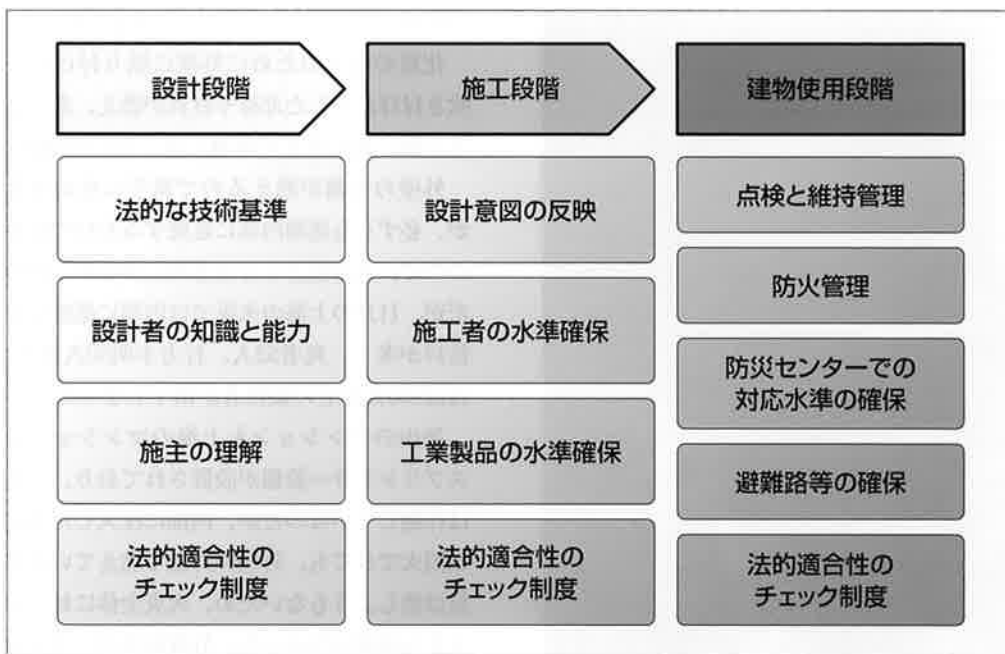 設計段階
法的な技術基準
設計者の知識と能力
施主の理解
法的適合性の
チェック制度
施工段階
設計意図の反映
施工者の水準確保
工業製品の水準確保
法的適合性の
チェック制度
建物使用段階
点検と維持管理
防火管理
防災センターでの
対応水準の確保
避難路等の確保
法的適合性の
チェック制度